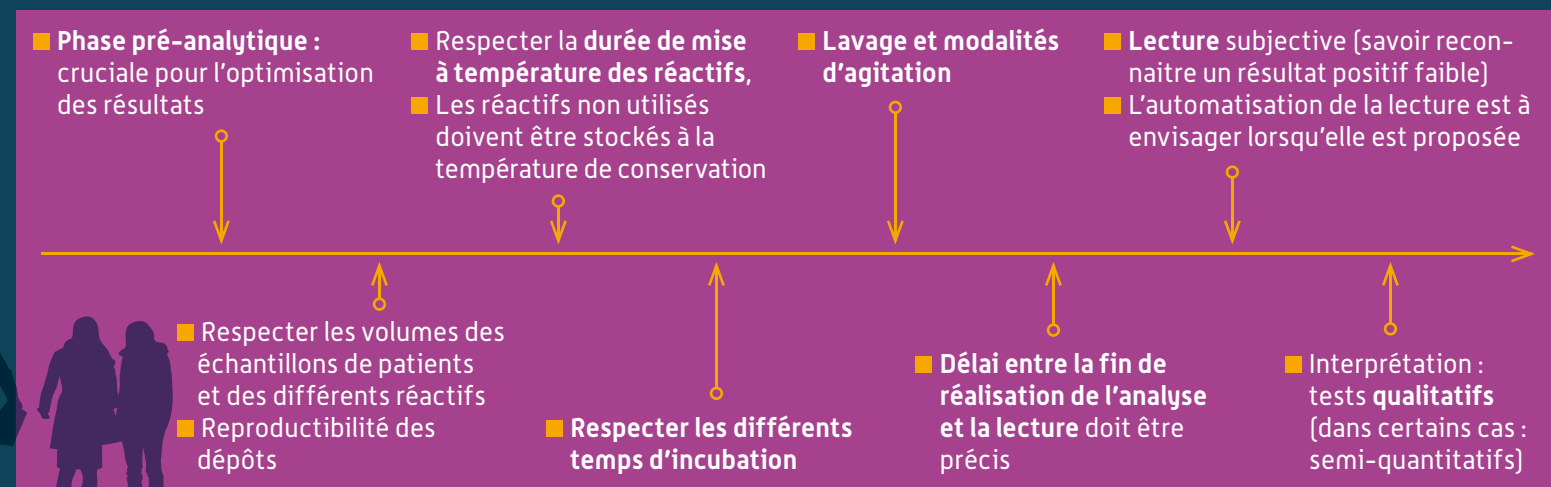 Phase pré-analytique :
cruciale pour l'optimisation
des résultats
Respecter la durée de mise
à température des réactifs,
Les réactifs non utilisés
doivent être stockés à la
température de conservation
Lavage et modalités
d'agitation
Lecture subjective (savoir recon-
naitre un résultat positif faible)
L'automatisation de la lecture est à
envisager lorsqu'elle est proposée
Respecter les volumes des
échantillons de patients
et des différents réactifs
Reproductibilité des
dépôts
Respecter les différents
temps d'incubation
Délai entre la fin de
réalisation de l'analyse
et la lecture doit être
précis
Interprétation :
tests qualitatifs
(dans certains cas :
semi-quantitatifs)